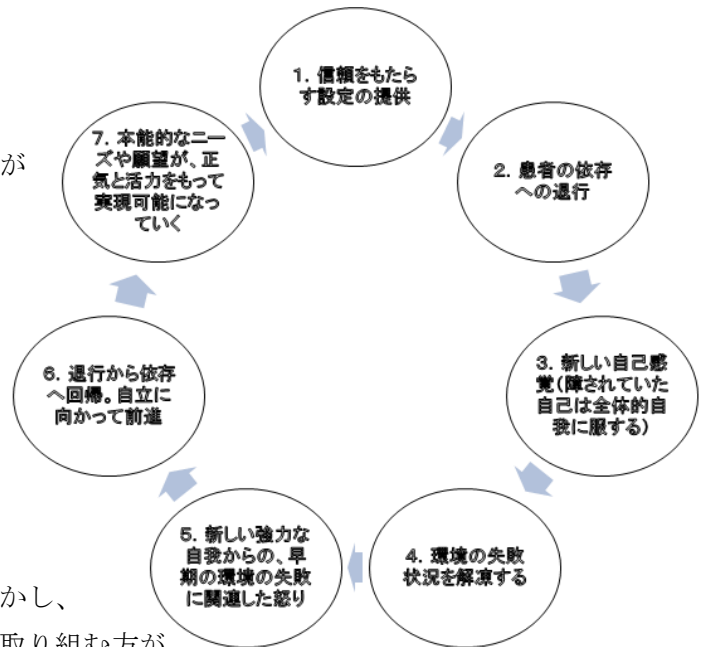 1. 信頼をもたら
す設定の提供
2. 患者の依存
への退行
3. 新しい自己感
覚(障されていた
自己は全体的自
我に服する)
4. 環境の失敗
状況を解凍する
5. 新しい強力な
自我からの、早
期の環境の失敗
に関連した怒り
6. 退行から依存
へ回帰。自立に
向かって前進
7. 本能的なニー
ズや願望が、正
気と活力をもって
実現可能になっ
ていく
が
かし、
取り組む方が